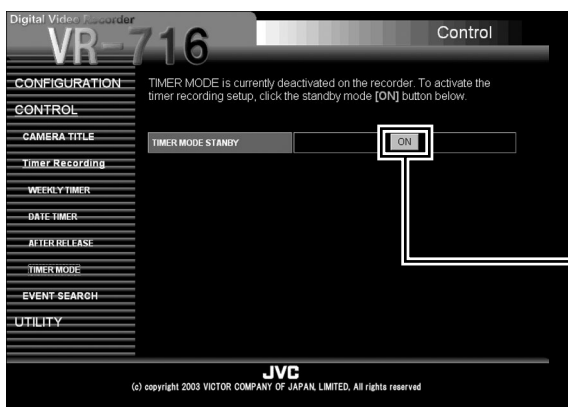 Digital Video Recorder
VR-716
Control
CONFIGURATION
CONTROL
CAMERA TITLE
Timer Recording
WEEKLY TIMER
DATE TIMER
AFTER RELEASE
TIMER MODE
EVENT SEARCH
UTILITY
TIMER MODE is currently deactivated on the recorder. To activate the
timer recording setup, click the standby mode [ON] button below.
TIMER MODE STANBY
ON
JVC
(c) copyright 2003 VICTOR COMPANY OF JAPAN, LIMITED, All rights reserved